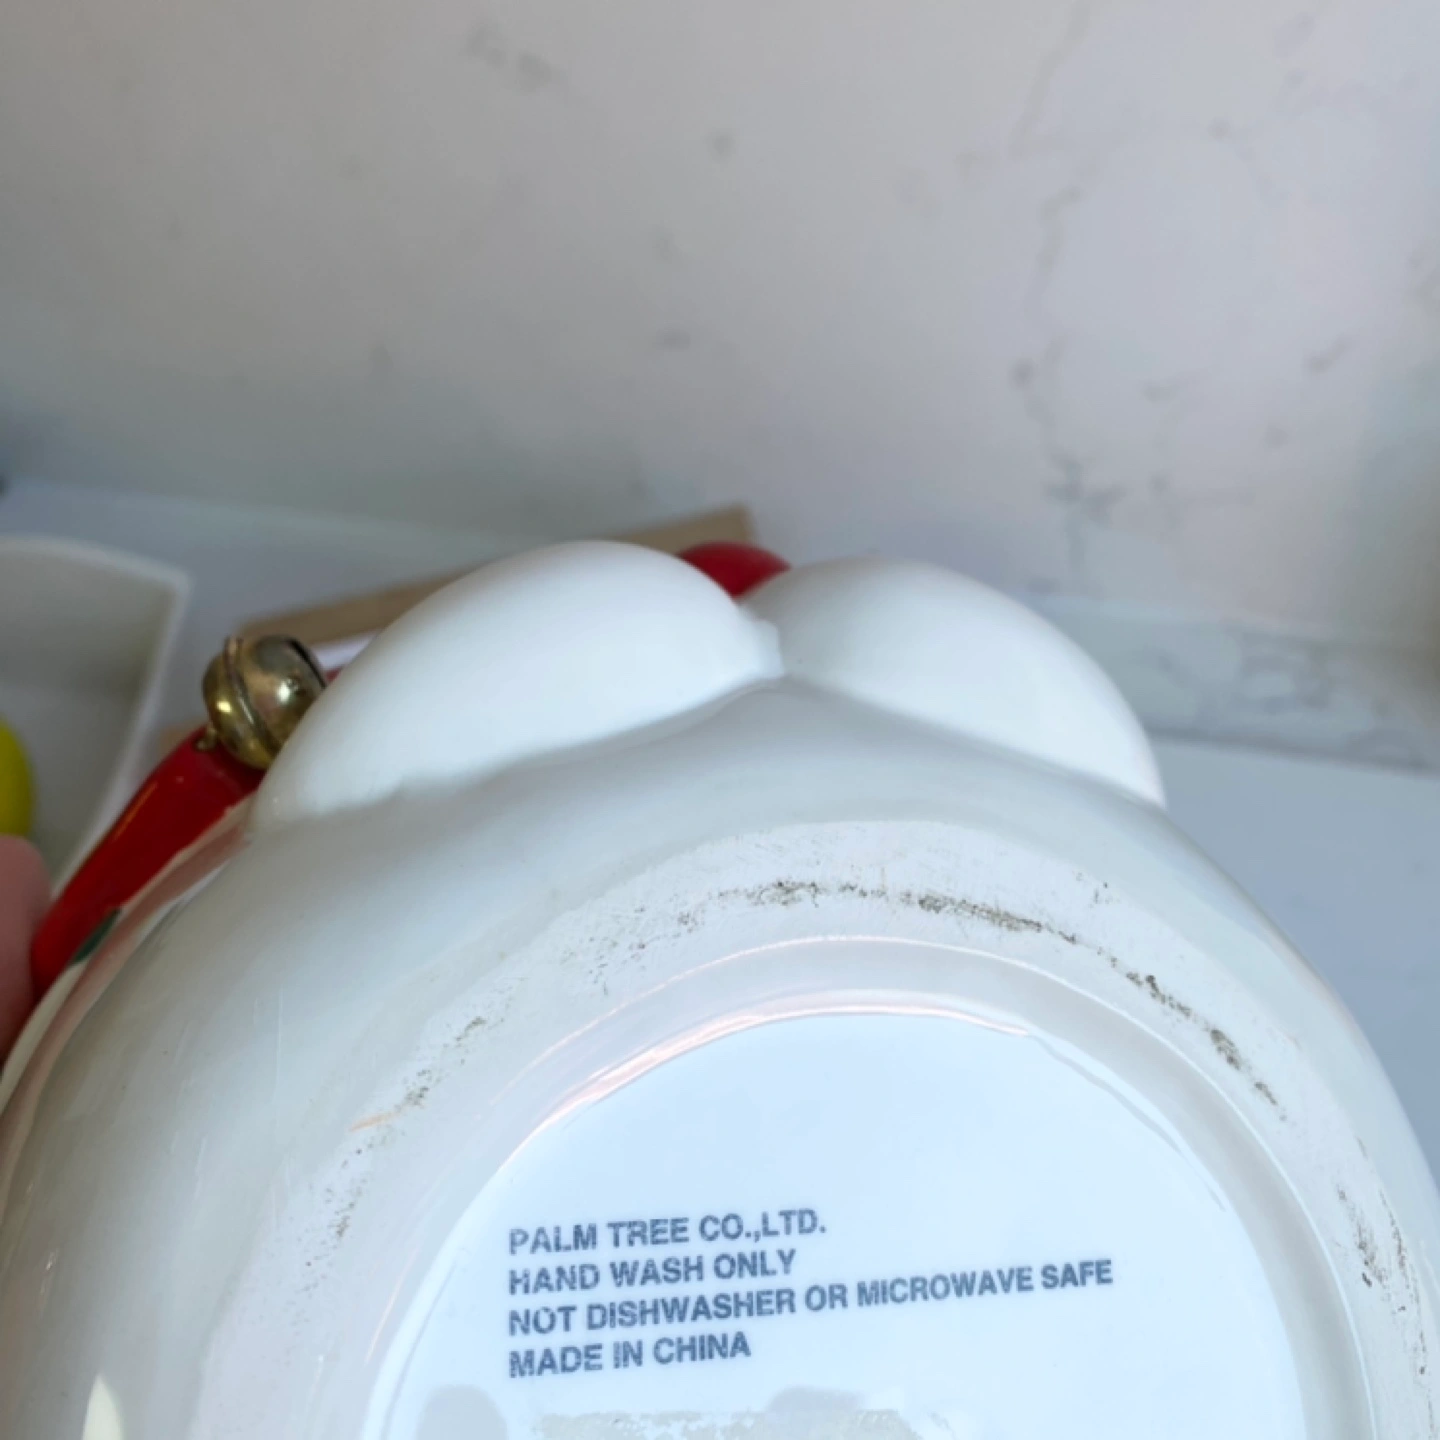 PALM TREE CO.,LTD.
HAND WASH ONLY
NOT DISHWASHER OR MICROWAVE SAFE
MADE IN CHINA